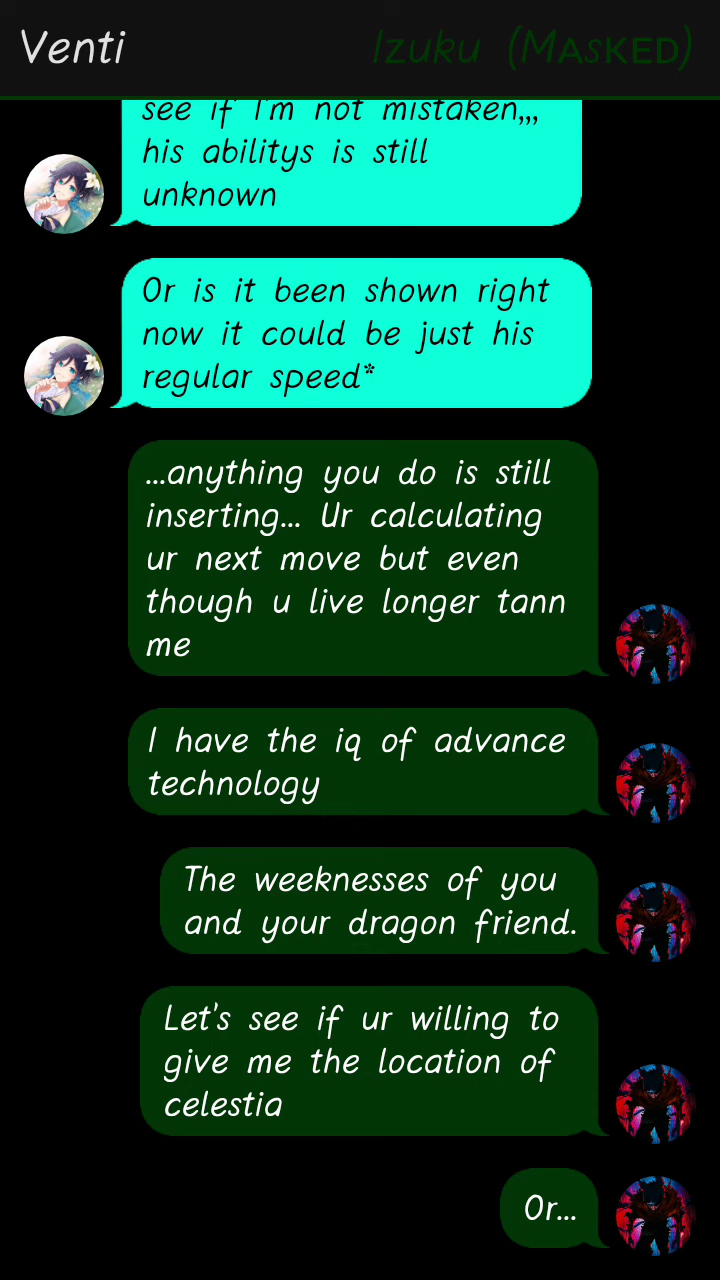 Venti
Izuku (MASKED)
see if I'm not mistaken,,,
his abilitys is still
unknown
Or is it been shown right
now it could be just his
regular speed*
...anything you do is still
inserting... Ur calculating
ur next move but even
though u live longer tann
me
I have the iq of advance
technology
The weeknesses of you
and your dragon friend.
Let's see if ur willing to
give me the location of
celestia
Or...